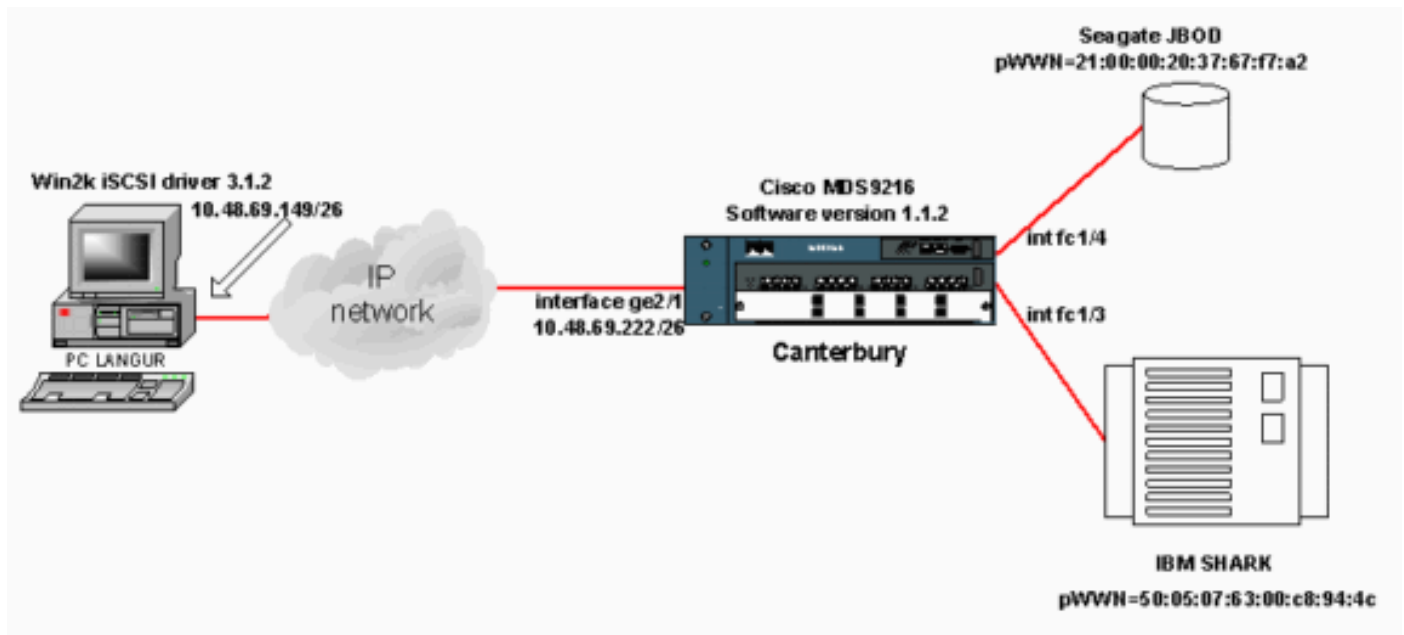 Seagate JBOD
pWWN=21:00:00:20:37:67:f7:a2
Win2k iSCSI driver 3.1.2
10.48.69.149/26
Cisco MDS9216
Software version 1.1.2
int fc1/4
IP
network
interface ge2/1
10.48.69.222/26
int fc1/3
Canterbury
PC LANGUR
IBM SHARK
pWWN=50:05:07:63:00:c8:94:4c